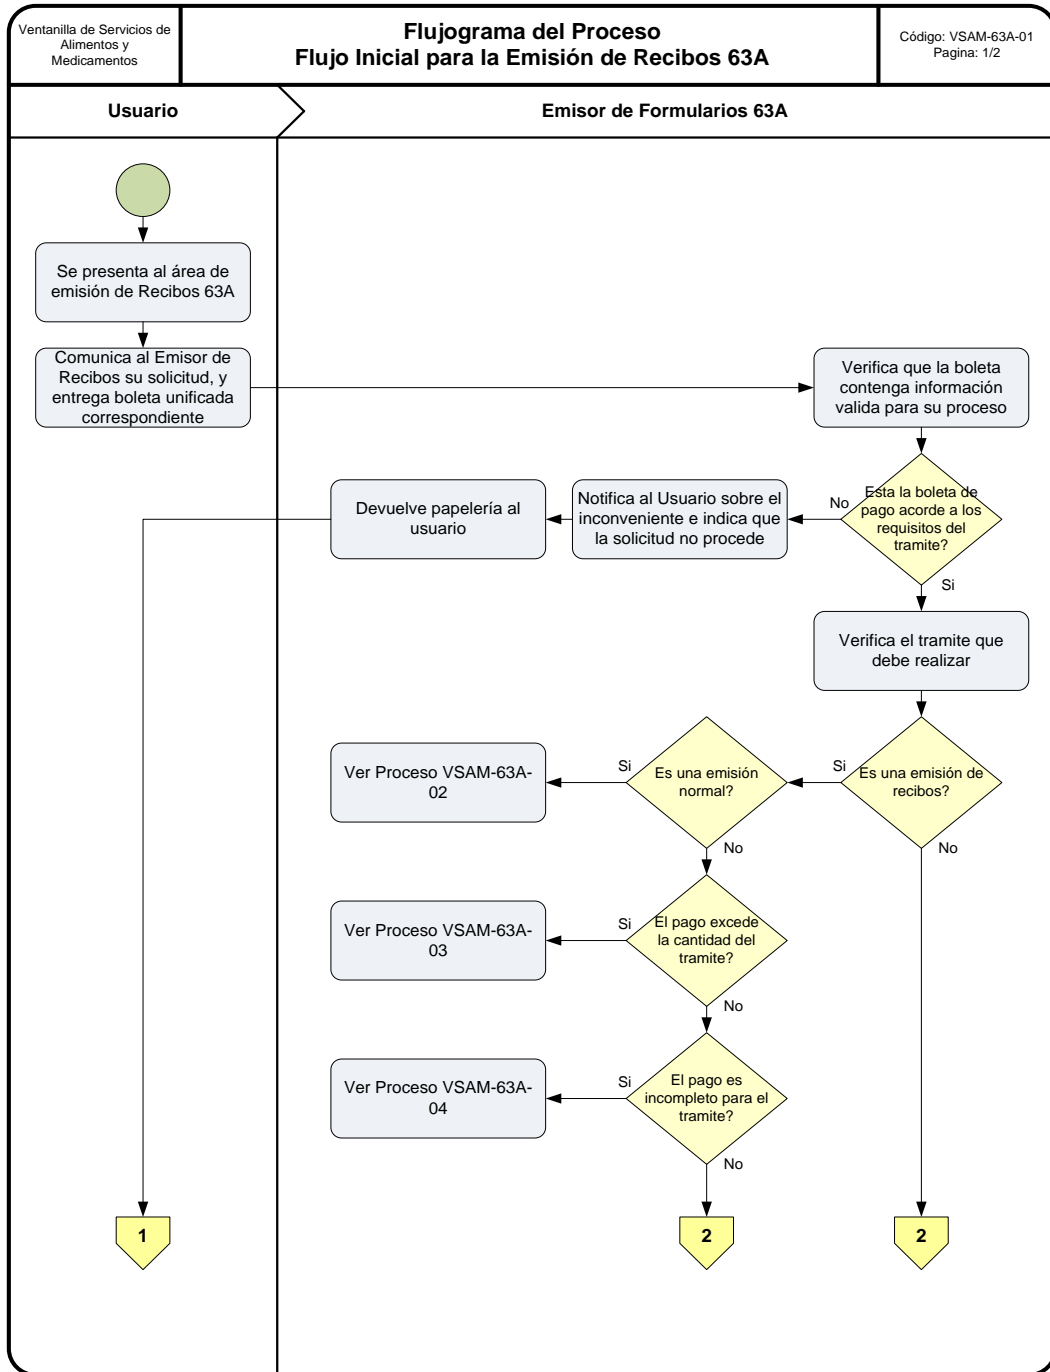 Ventanilla de Servicios de
Alimentos y
Medicamentos
Flujograma del Proceso
Flujo Inicial para la Emisión de Recibos 63A
Código: VSAM-63A-01
Pagina: 1/2
Usuario
Emisor de Formularios 63A
Se presenta al área de
emisión de Recibos 63A
Comunica al Emisor de
Recibos su solicitud, y
entrega boleta unificada
correspondiente
Verifica que la boleta
contenga información
valida para su proceso
Esta la boleta de
pago acorde a los
requisitos del
tramite?
No
Notifica al Usuario sobre el
inconveniente e indica que
la solicitud no procede
Devuelve papelería al
usuario
Si
Verifica el tramite que
debe realizar
Es una emisión de
recibos?
Si
Es una emisión
normal?
Si
Ver Proceso VSAM-63A-
02
No
No
El pago excede
la cantidad del
tramite?
Si
Ver Proceso VSAM-63A-
03
No
El pago es
incompleto para el
tramite?
Si
Ver Proceso VSAM-63A-
04
No
1
2
2